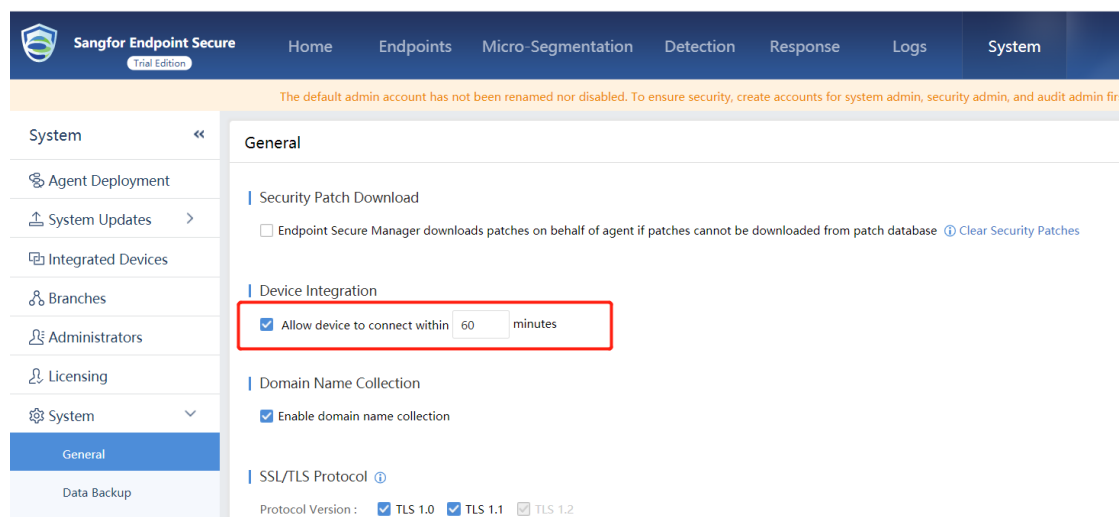 Sangfor Endpoint Secure
Trial Edition
Home Endpoints Micro-Segmentation Detection Response Logs System
The default admin account has not been renamed nor disabled. To ensure security, create accounts for system admin, security admin, and audit admin fir
System «
General
Agent Deployment
Security Patch Download
System Updates >
Endpoint Secure Manager downloads patches on behalf of agent if patches cannot be downloaded from patch database Clear Security Patches
Integrated Devices
Device Integration
Branches
Allow device to connect within 60 minutes
Administrators
Licensing
Domain Name Collection
System
Enable domain name collection
General
SSL/TLS Protocol
Data Backup
Protocol Version : TLS 1.0 TLS 1.1 TLS 1.2